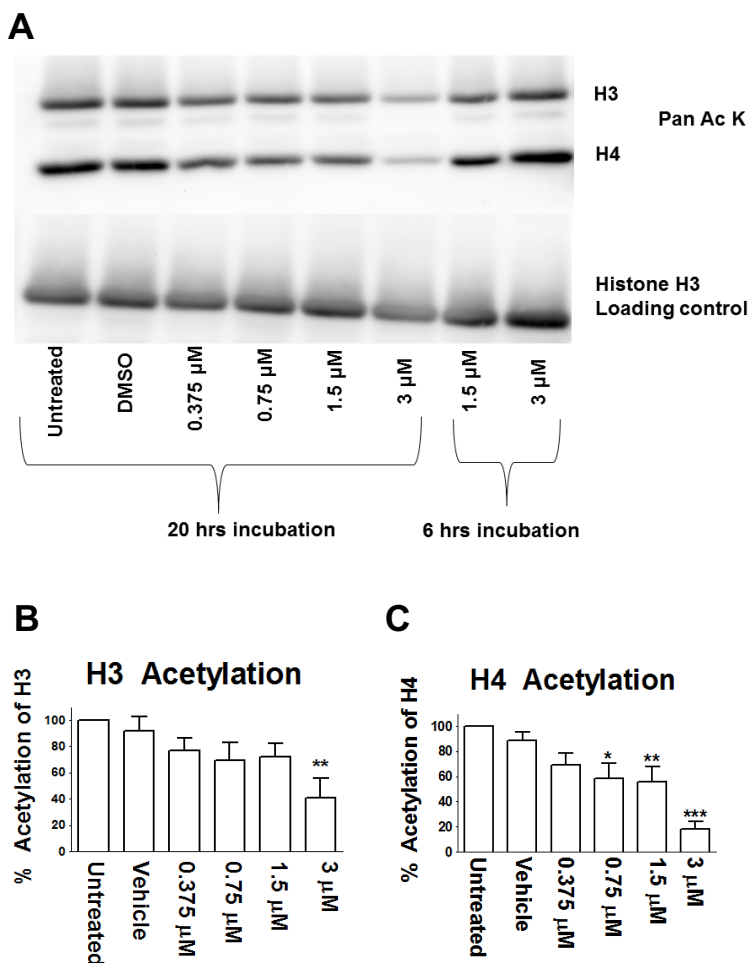 A
H3
Pan Ac K
H4
Histone H3
Loading control
Untreated
DMSO
0.375 µM
0.75 µM
1.5 µM
3 µM
1.5 µM
3 µM
20 hrs incubation
6 hrs incubation
B
H3 Acetylation
% Acetylation of H3
100
80
60
40
20
0
**
Untreated
Vehicle
0.375 µM
0.75 µM
1.5 µM
3 µM
C
H4 Acetylation
% Acetylation of H4
100
80
60
40
20
0
*
**
***
Untreated
Vehicle
0.375 µM
0.75 µM
1.5 µM
3 µM